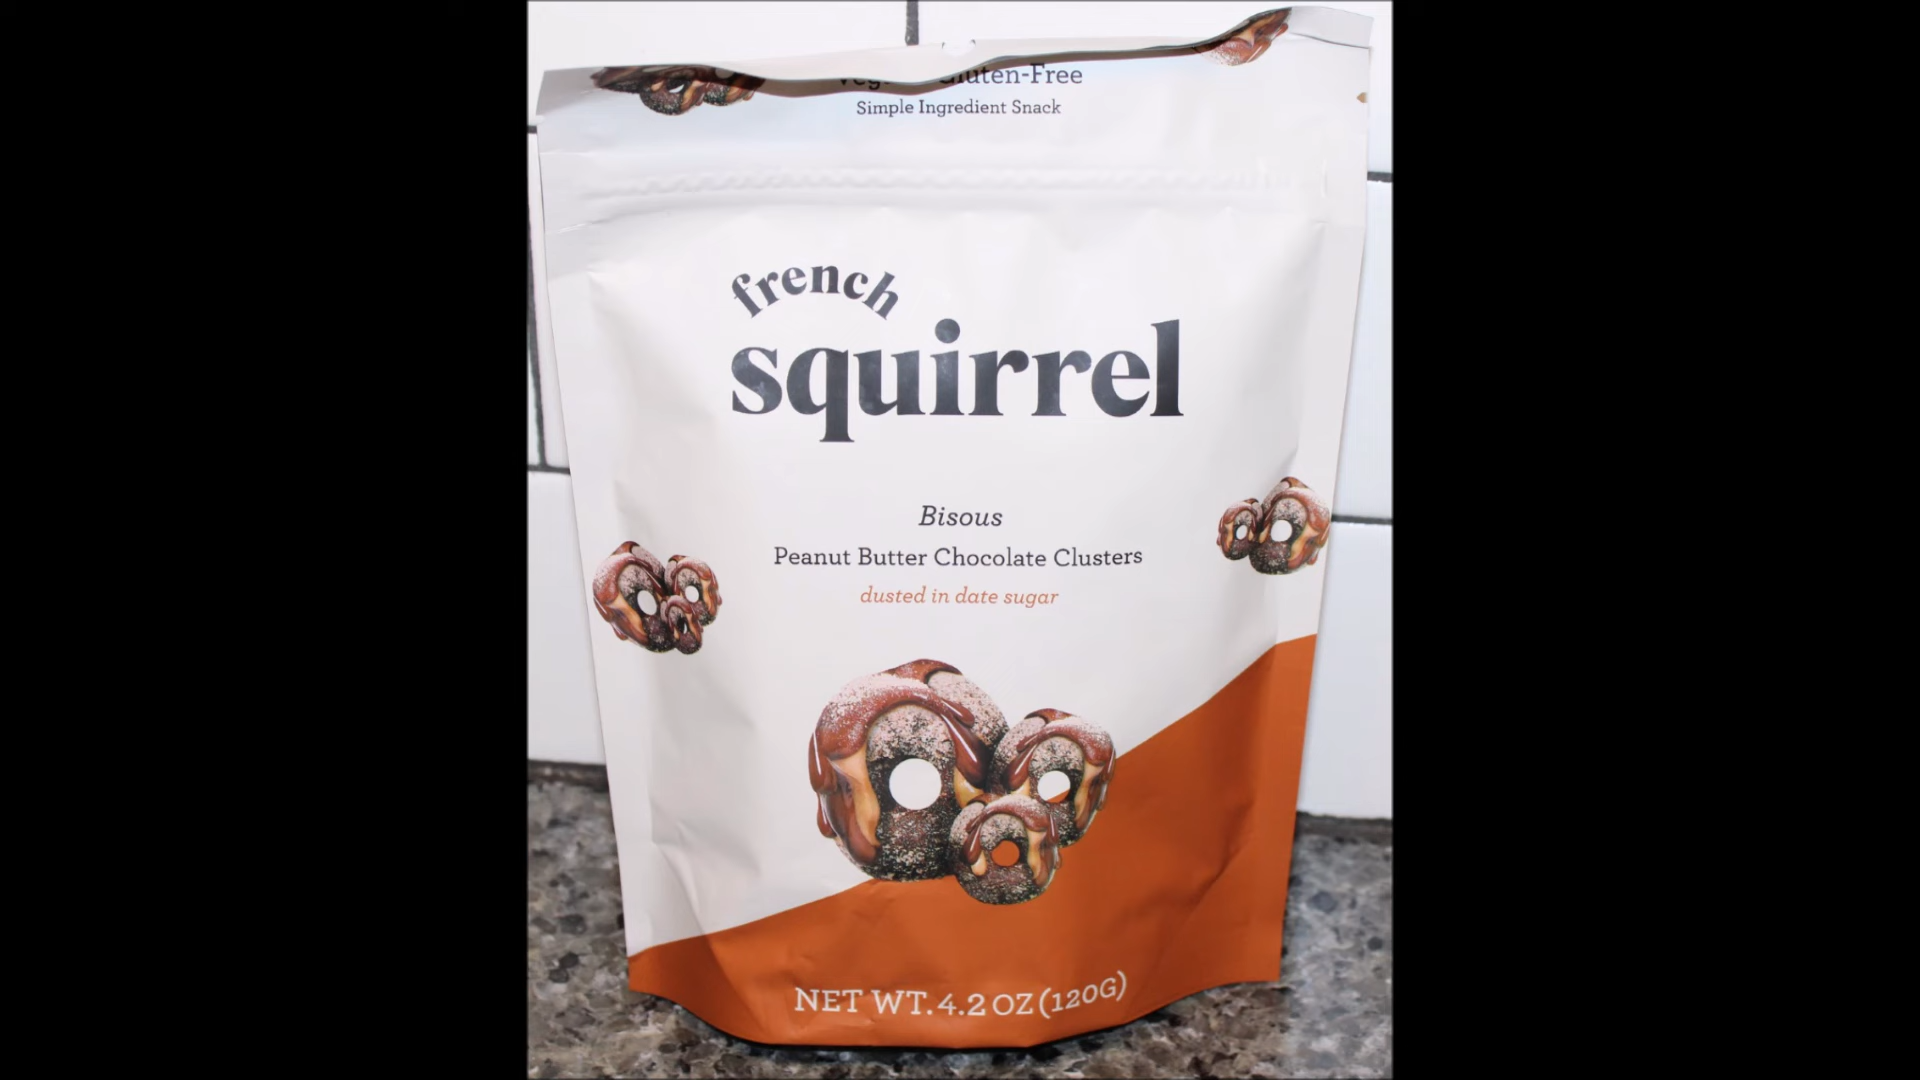 Gluten-Free
Simple Ingredient Snack
french
squirrel
Bisous
Peanut Butter Chocolate Clusters
dusted in date sugar
NET WT. 4.2 OZ (120G)